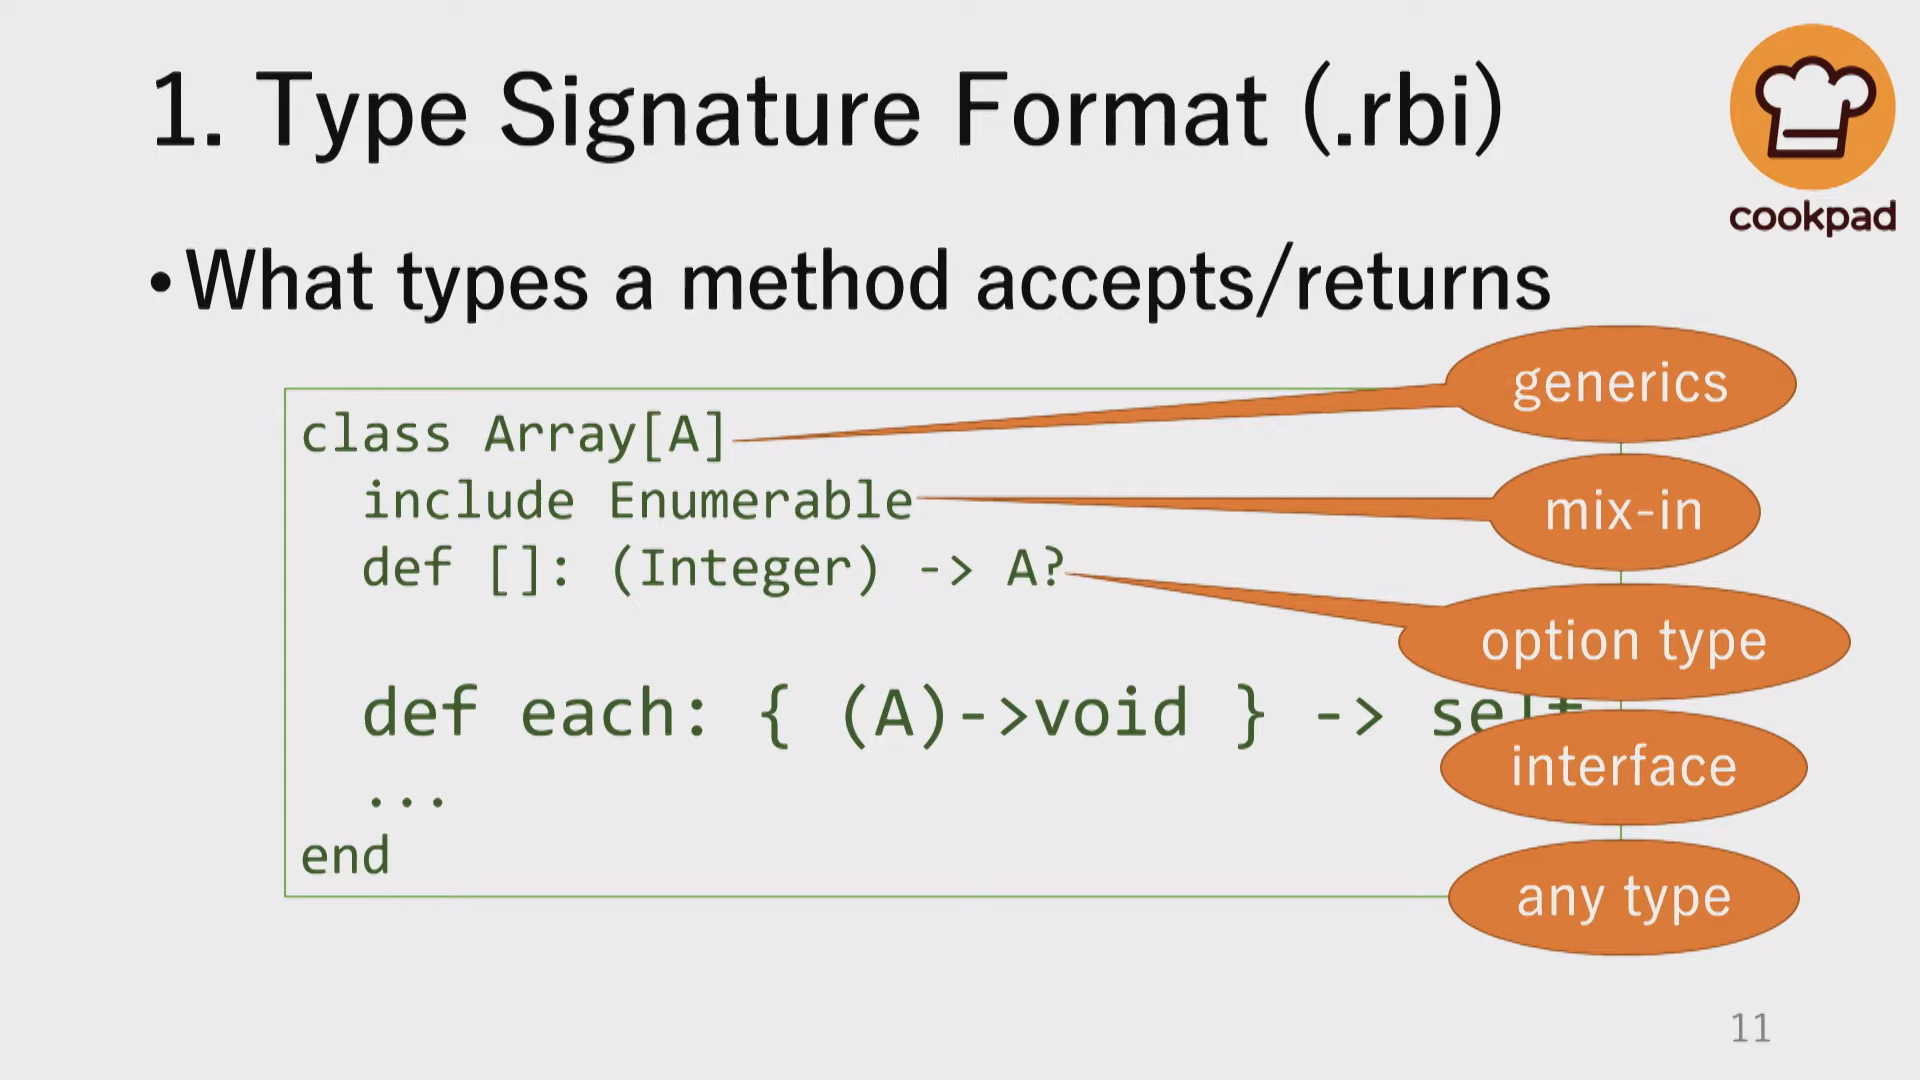 1. Type Signature Format (.rbi)
cookpad
•What types a method accepts/returns
generics
class Array[A]
include Enumerable
mix-in
def []: (Integer) -> A?
option type
def each: { (A)->void } -> self
interface
...
end
any type
11